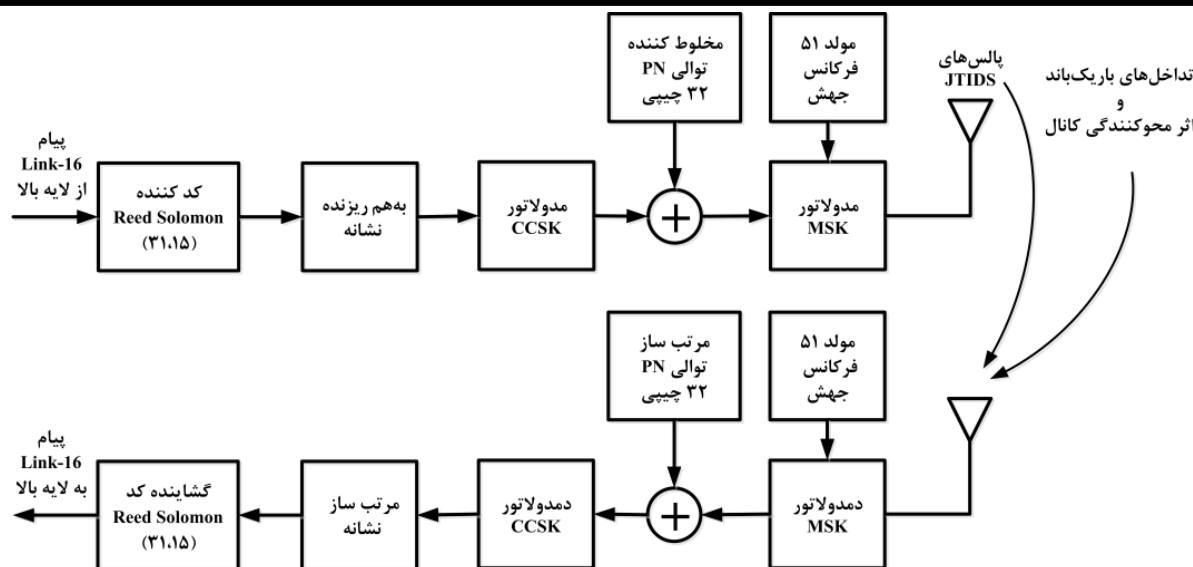 مخلوط کننده
توالی PN
۳۲ چیپی
مولد ۵۱
فرکانس
جهش
پالس‌های
JTIDS
تداخل‌های باریک‌باند
و
اثر محوکنندگی کانال
پیام
Link-16
از لایه بالا
کد کننده
Reed Solomon
(۳۱،۱۵)
به‌هم ریزنده
نشانه
مدولاتور
CCSK
+
مدولاتور
MSK
مرتب ساز
توالی PN
۳۲ چیپی
مولد ۵۱
فرکانس
جهش
پیام
Link-16
به لایه بالا
گشاینده کد
Reed Solomon
(۳۱،۱۵)
مرتب ساز
نشانه
دمدولاتور
CCSK
+
دمدولاتور
MSK